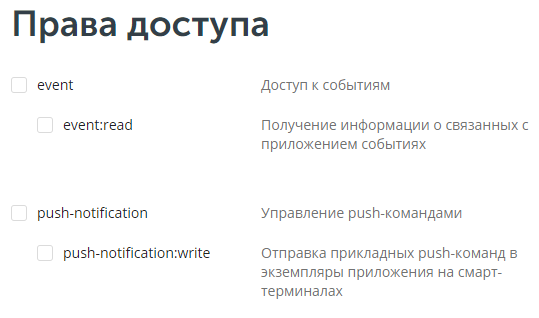 Права доступа
event Доступ к событиям
event:read Получение информации о связанных с
приложением событиях
push-notification Управление push-командами
push-notification:write Отправка прикладных push-команд в
экземпляры приложения на смарт-
терминалах